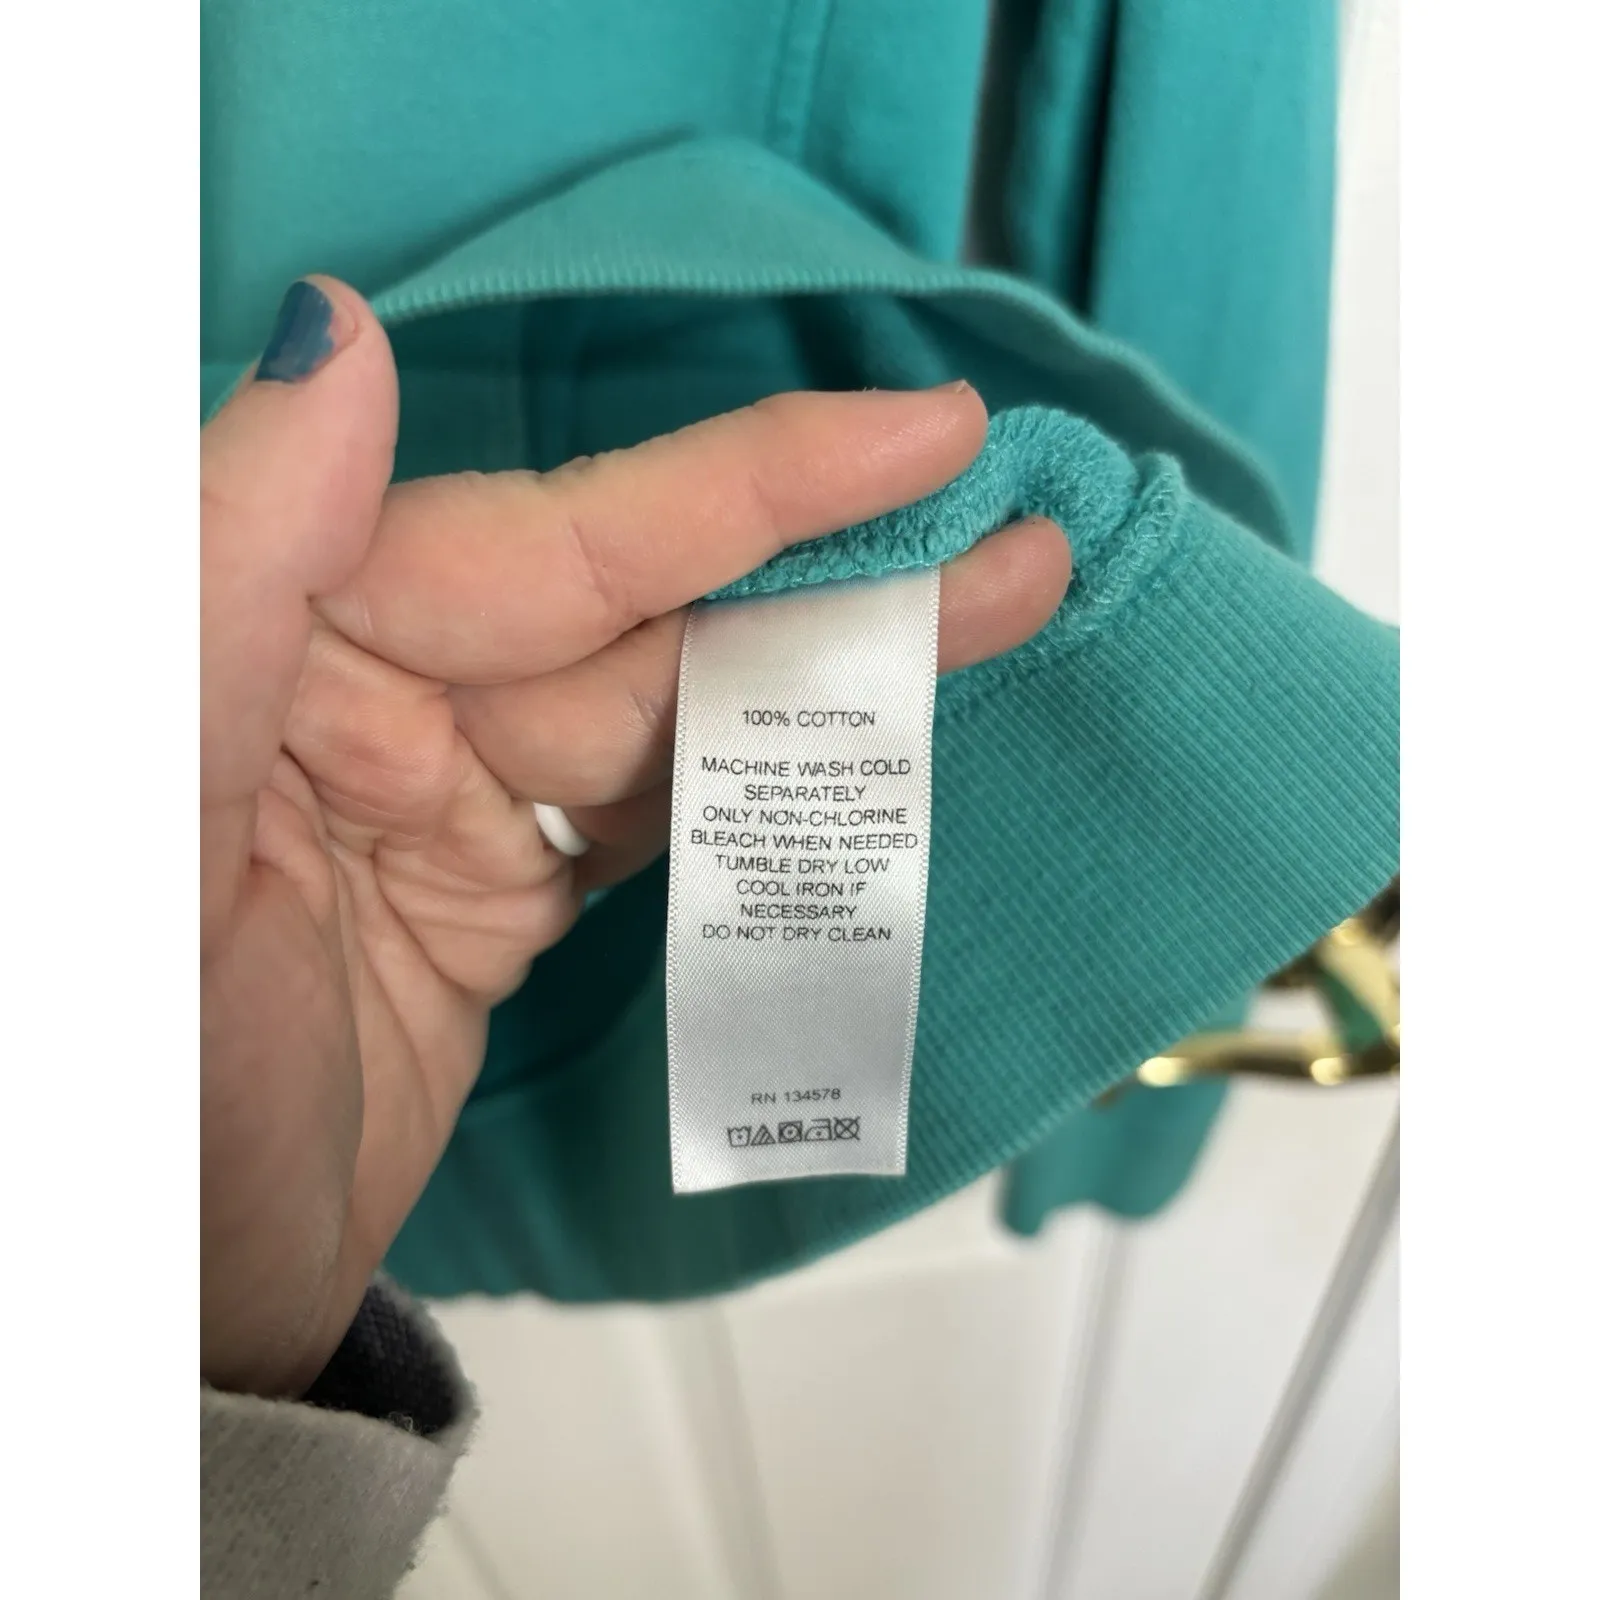 100% COTTON
MACHINE WASH COLD
SEPARATELY
ONLY NON-CHLORINE
BLEACH WHEN NEEDED
TUMBLE DRY LOW
COOL IRON IF
NECESSARY
DO NOT DRY CLEAN
RN 134578